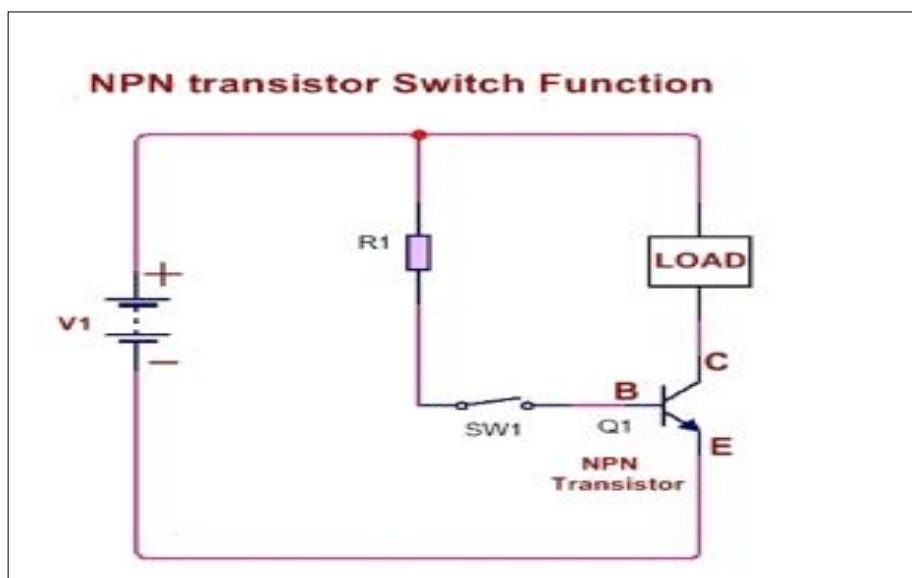 NPN transistor Switch Function
R1
LOAD
+
V1
−
C
B
SW1
Q1
E
NPN
Transistor